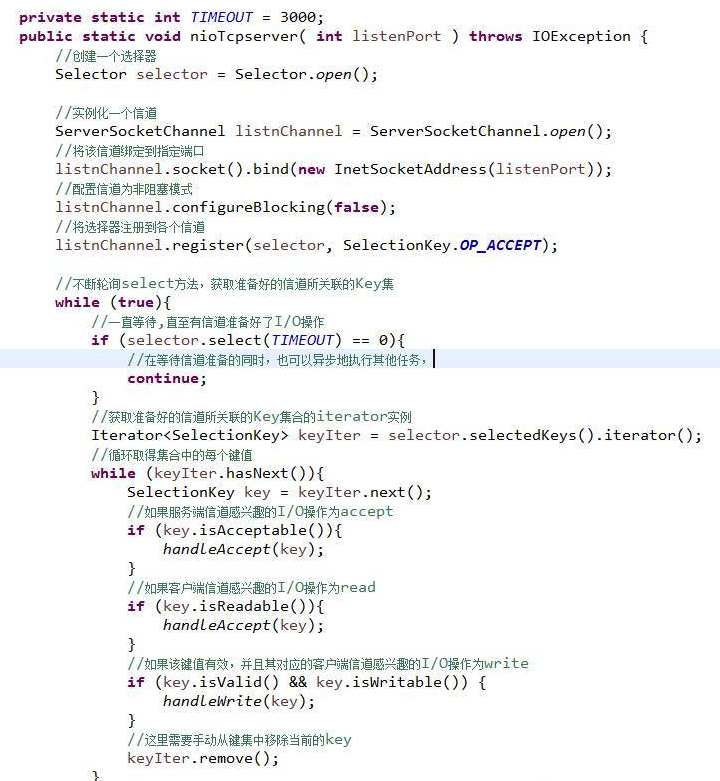 private static int TIMEOUT = 3000;
public static void nioTcpserver( int listenPort ) throws IOException {
//创建一个选择器
Selector selector = Selector.open();
//实例化一个信道
ServerSocketChannel listnChannel = ServerSocketChannel.open();
//将该信道绑定到指定端口
listnChannel.socket().bind(new InetSocketAddress(listenPort));
//配置信道为非阻塞模式
listnChannel.configureBlocking(false);
//将选择器注册到各个信道
listnChannel.register(selector, SelectionKey.OP_ACCEPT);
//不断轮询select方法，获取准备好的信道所关联的Key集
while (true){
//一直等待,直至有信道准备好了I/O操作
if (selector.select(TIMEOUT) == 0){
//在等待信道准备的同时，也可以异步地执行其他任务，
continue;
}
//获取准备好的信道所关联的Key集合的iterator实例
Iterator<SelectionKey> keyIter = selector.selectedKeys().iterator();
//循环取得集合中的每个键值
while (keyIter.hasNext()){
SelectionKey key = keyIter.next();
//如果服务端信道感兴趣的I/O操作为accept
if (key.isAcceptable()){
handleAccept(key);
}
//如果客户端信道感兴趣的I/O操作为read
if (key.isReadable()){
handleAccept(key);
}
//如果该键值有效，并且其对应的客户端信道感兴趣的I/O操作为write
if (key.isValid() && key.isWritable()) {
handleWrite(key);
}
//这里需要手动从键集中移除当前的key
keyIter.remove();
}